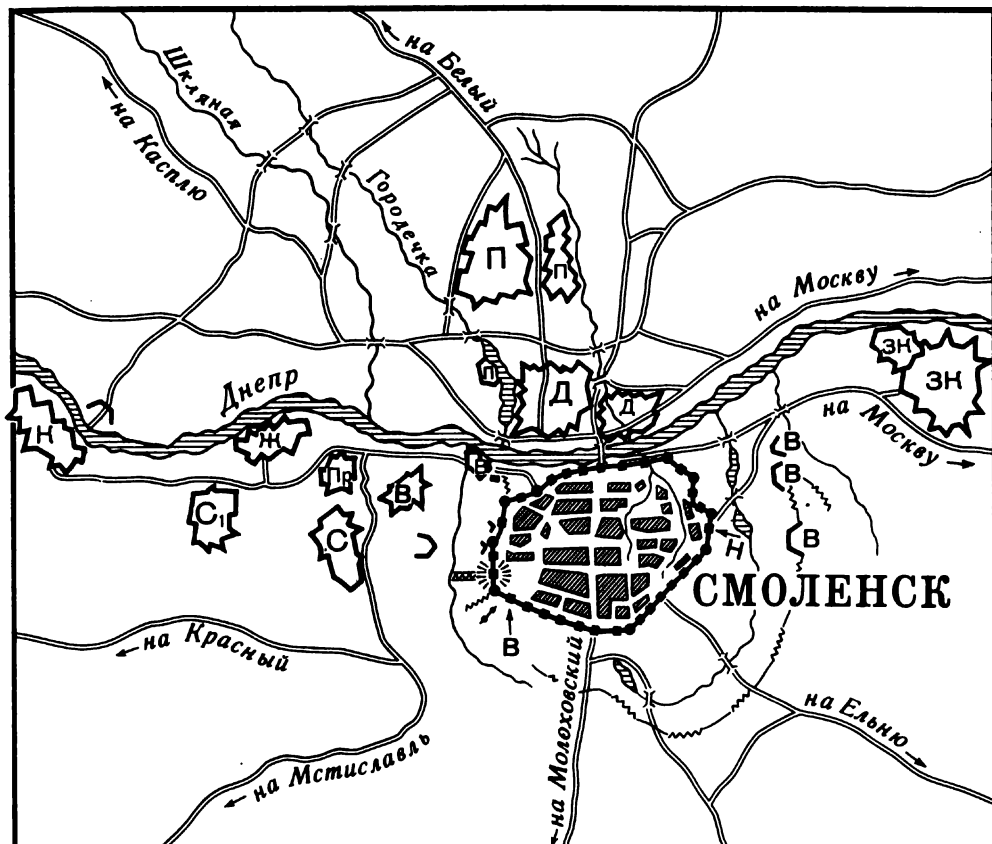 Шкляная
на Белый
на Касплю
Городечка
П
П
на Москву
ЗН
ЗН
П
Д
Д
Днепр
на Москву
Н
Ж
Пр
В
В
В
В
С₁
С
В
Н
СМОЛЕНСК
В
на Красный
на Молоховский
на Ельню
на Мстиславль